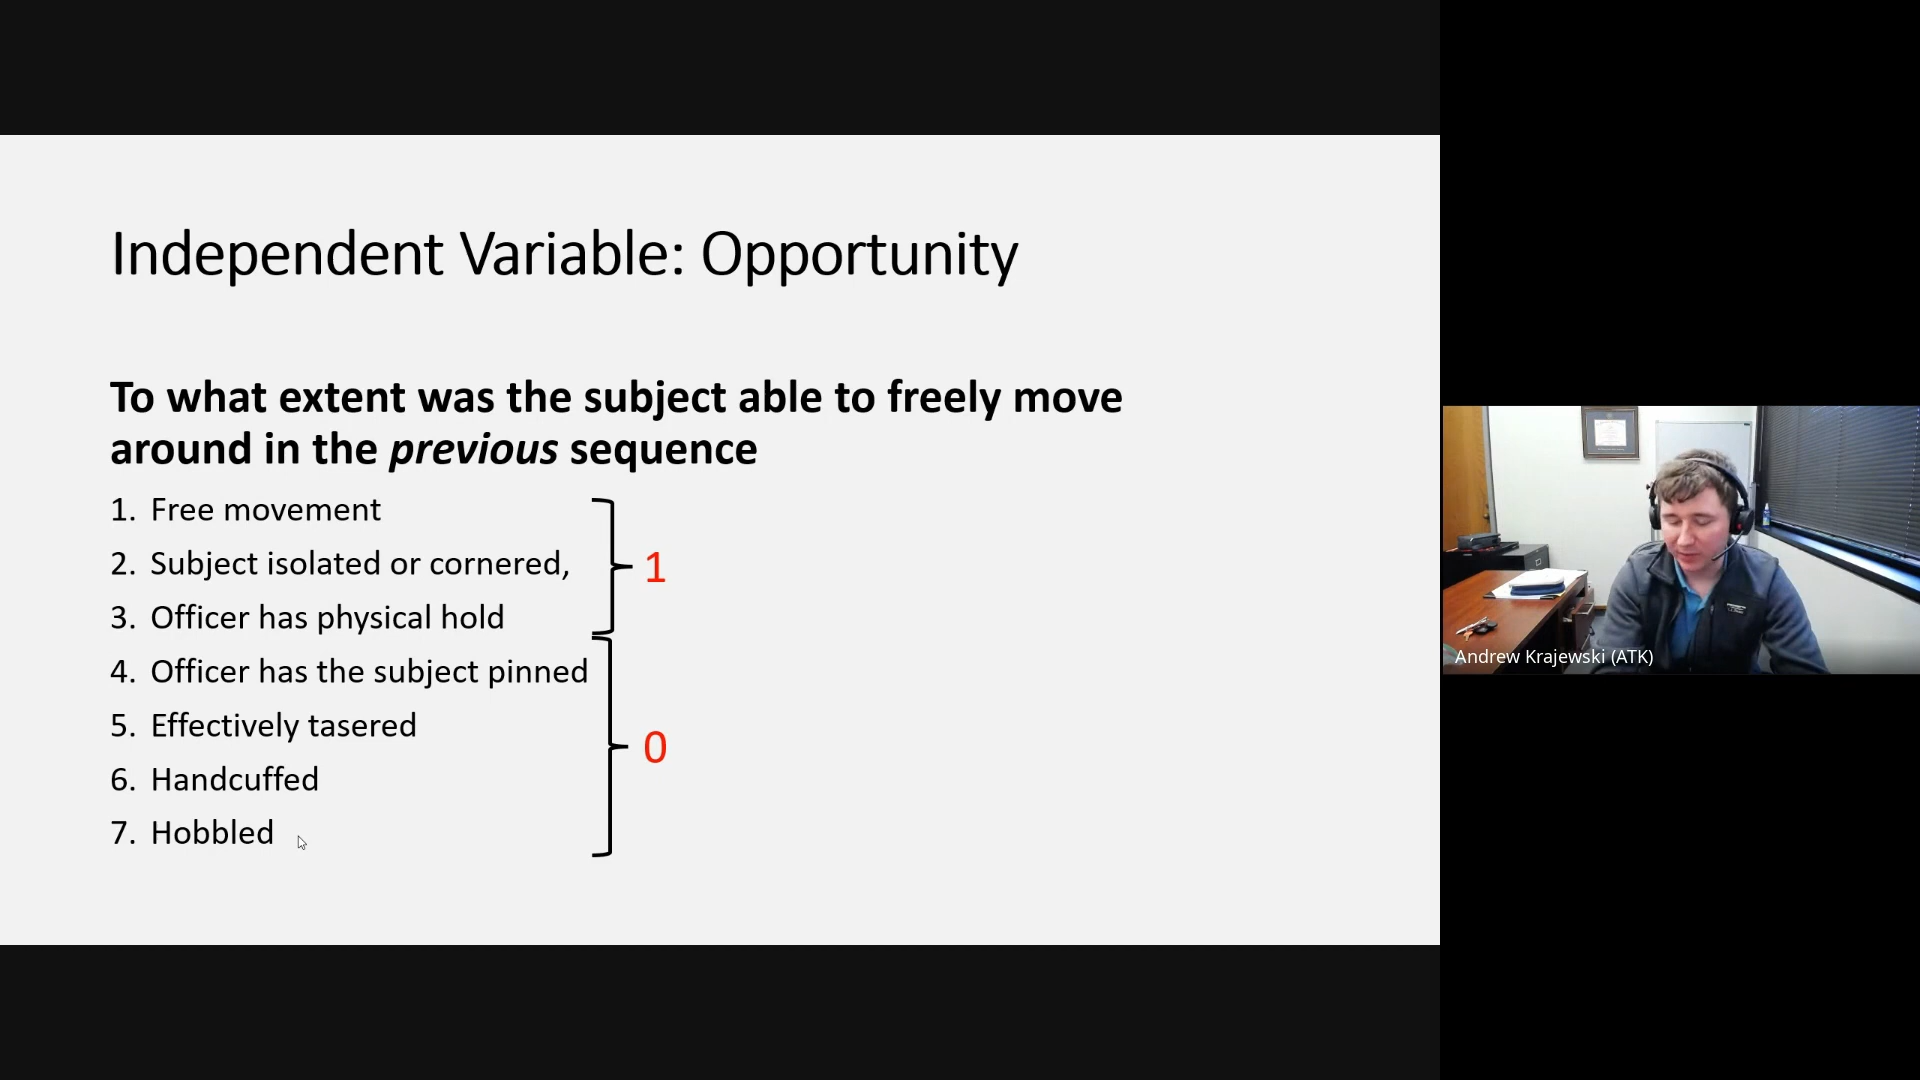 Independent Variable: Opportunity
To what extent was the subject able to freely move
around in the previous sequence
1. Free movement
2. Subject isolated or cornered,
3. Officer has physical hold
4. Officer has the subject pinned
5. Effectively tasered
6. Handcuffed
7. Hobbled
1
0
Andrew Krajewski (ATK)